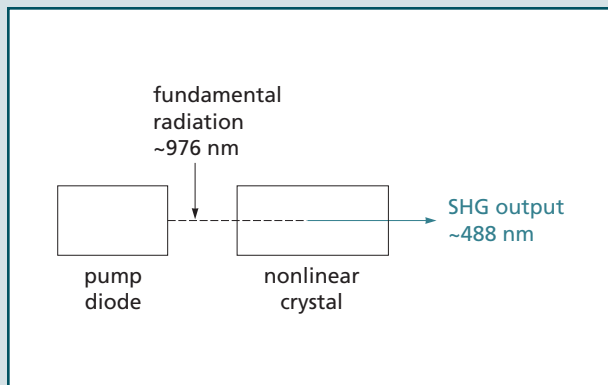 fundamental
radiation
~976 nm
SHG output
~488 nm
pump
diode
nonlinear
crystal